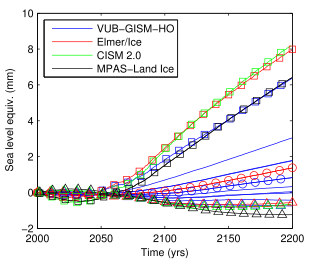 10
8
6
4
2
0
−2
Sea level equiv. (mm)
VUB−GISM−HO
Elmer/Ice
CISM 2.0
MPAS−Land Ice
2000 2050 2100 2150 2200
Time (yrs)